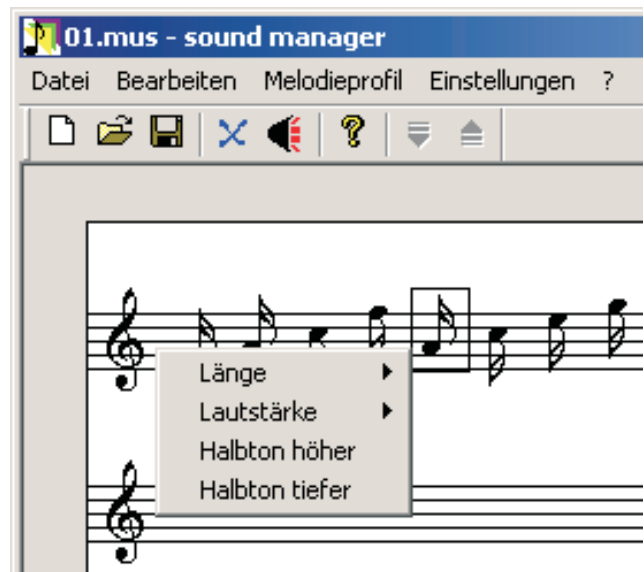 01.mus - sound manager
Datei Bearbeiten Melodieprofil Einstellungen ?
Länge
Lautstärke
Halbton höher
Halbton tiefer